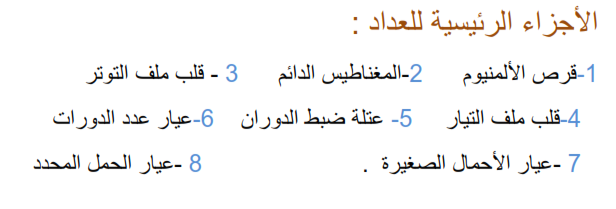 الأجزاء الرئيسية للعداد :
1-قرص الألمنيوم 2-المغناطيس الدائم 3 - قلب ملف التوتر
4-قلب ملف التيار 5- عتلة ضبط الدوران 6-عيار عدد الدورات
7 -عيار الأحمال الصغيرة . 8 -عيار الحمل المحدد